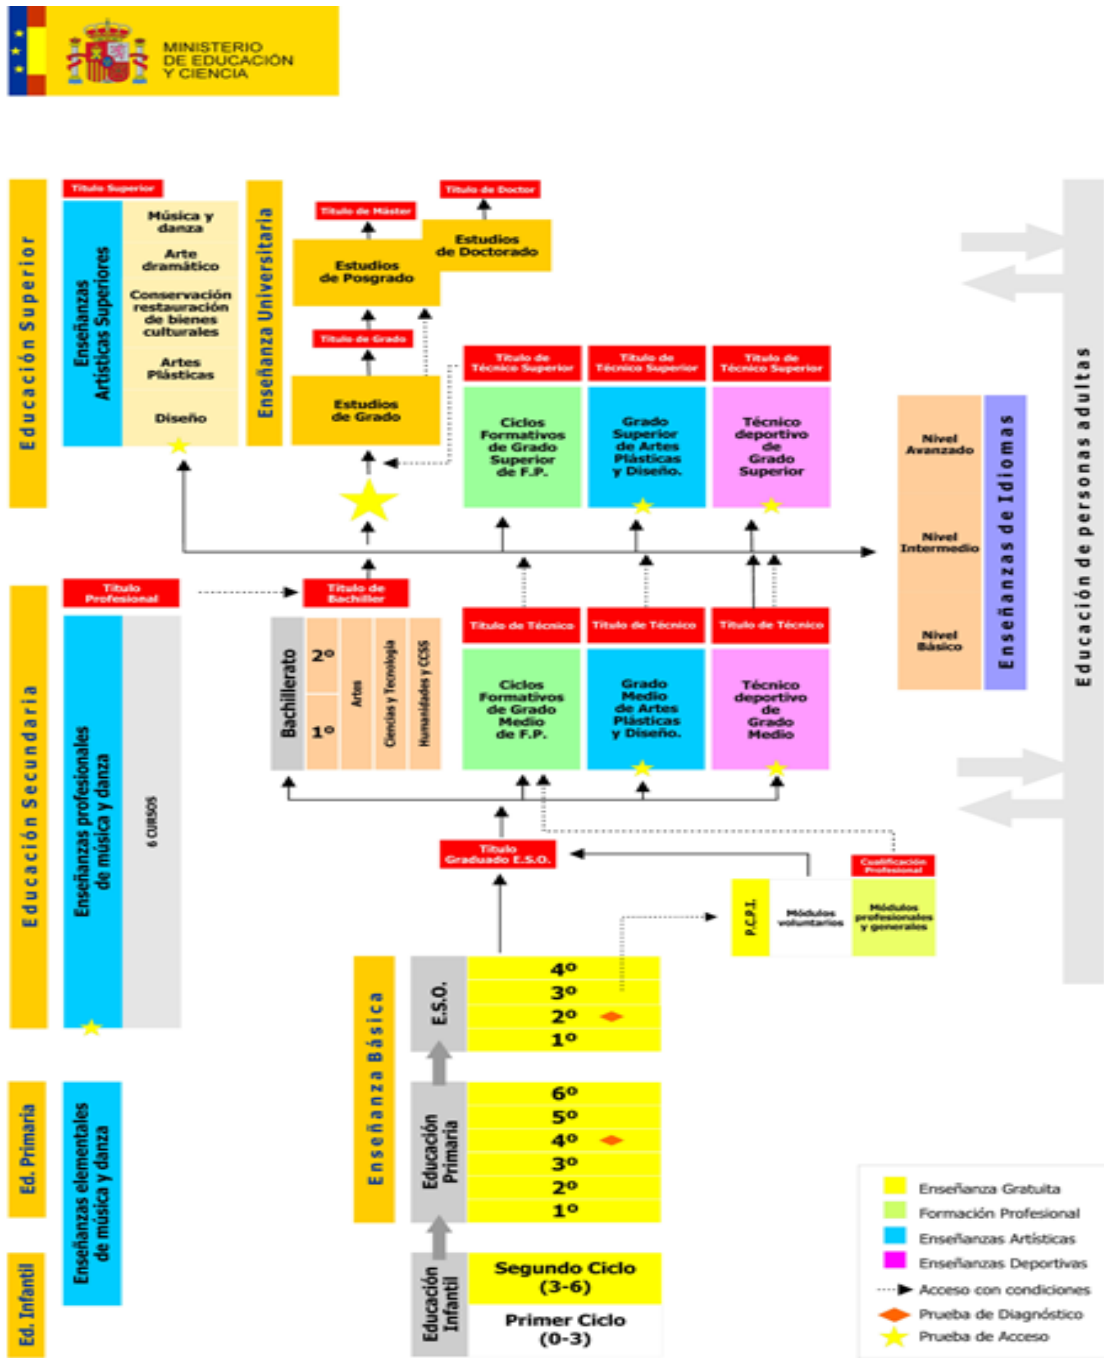 MINISTERIO
DE EDUCACIÓN
Y CIENCIA
Educación Superior
Título Superior
Enseñanzas
Artísticas Superiores
Música y
danza
Arte
dramático
Conservación
restauración
de bienes
culturales
Artes
Plásticas
Diseño
Enseñanza Universitaria
Título de Máster
Estudios
de Posgrado
Título de Grado
Estudios
de Grado
Título de Doctor
Estudios
de Doctorado
Título de
Técnico Superior
Ciclos
Formativos
de Grado
Superior
de F.P.
Título de
Técnico Superior
Grado
Superior
de Artes
Plásticas
y Diseño.
Título de
Técnico Superior
Técnico
deportivo
de
Grado
Superior
Nivel
Avanzado
Nivel
Intermedio
Nivel
Básico
Enseñanzas de Idiomas
Educación de personas adultas
Educación Secundaria
Título
Profesional
Enseñanzas profesionales
de música y danza
6 CURSOS
Título de
Bachiller
Bachillerato
2º
1º
Artes
Ciencias y Tecnología
Humanidades y CCSS
Título de Técnico
Ciclos
Formativos
de Grado
Medio
de F.P.
Título de Técnico
Grado
Medio
de Artes
Plásticas
y Diseño.
Título de Técnico
Técnico
deportivo
de
Grado
Medio
Título
Graduado E.S.O.
P.C.P.I.
Módulos
voluntarios
Cualificación
Profesional
Módulos
profesionales
y generales
Enseñanza Básica
E.S.O.
4º
3º
2º
1º
Ed. Primaria
Enseñanzas elementales
de música y danza
Educación
Primaria
6º
5º
4º
3º
2º
1º
Ed. Infantil
Educación
Infantil
Segundo Ciclo
(3-6)
Primer Ciclo
(0-3)
Enseñanza Gratuita
Formación Profesional
Enseñanzas Artísticas
Enseñanzas Deportivas
Acceso con condiciones
Prueba de Diagnóstico
Prueba de Acceso